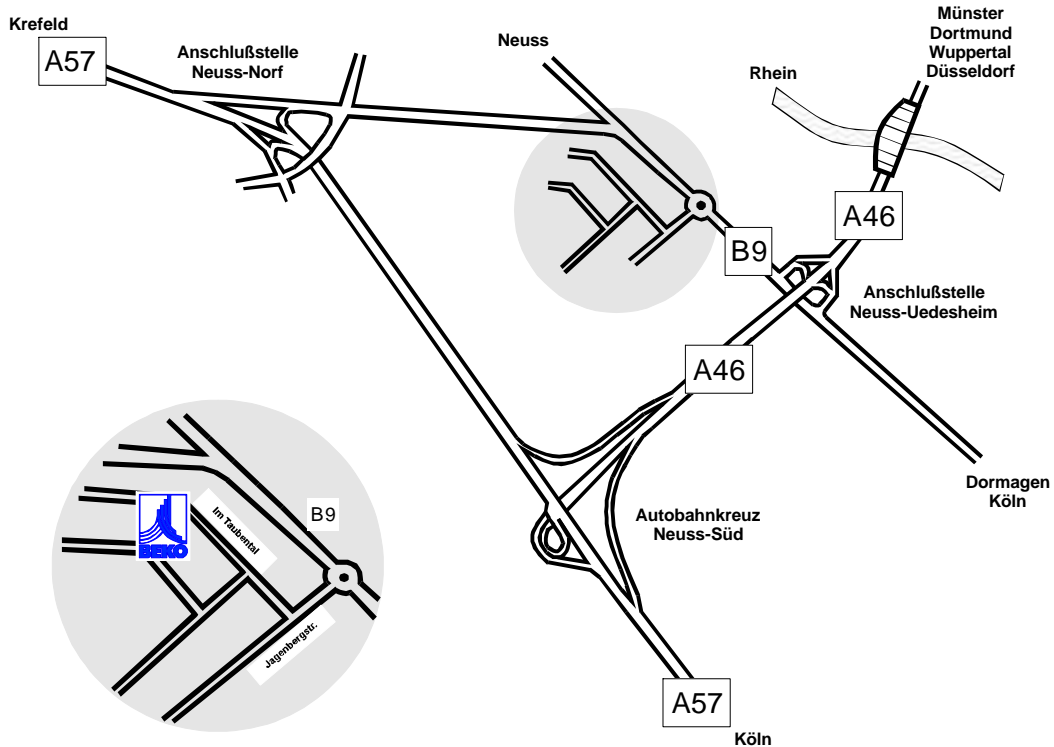 Krefeld
A57
Anschlußstelle
Neuss-Norf
Neuss
Münster
Dortmund
Wuppertal
Düsseldorf
Rhein
A46
B9
Anschlußstelle
Neuss-Uedesheim
A46
Dormagen
Köln
Autobahnkreuz
Neuss-Süd
A57
Köln
B9
Im Taubental
BEKO
Jagenbergstr.